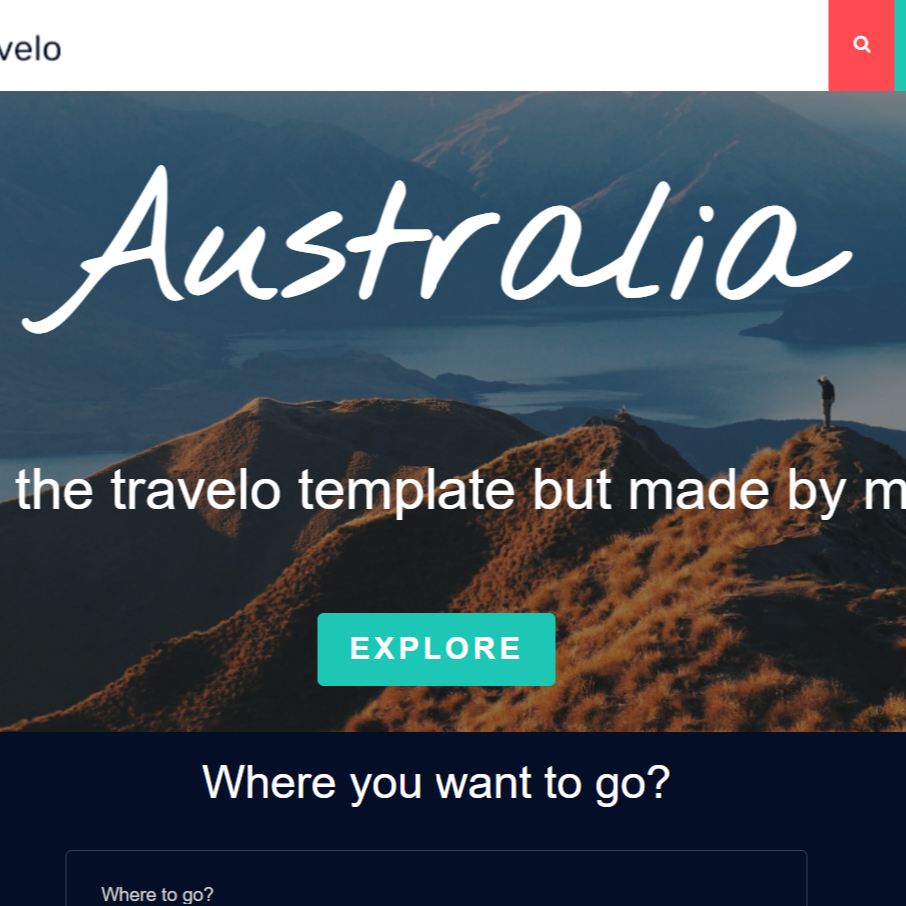 velo
Australia
the travelo template but made by m
EXPLORE
Where you want to go?
Where to go?